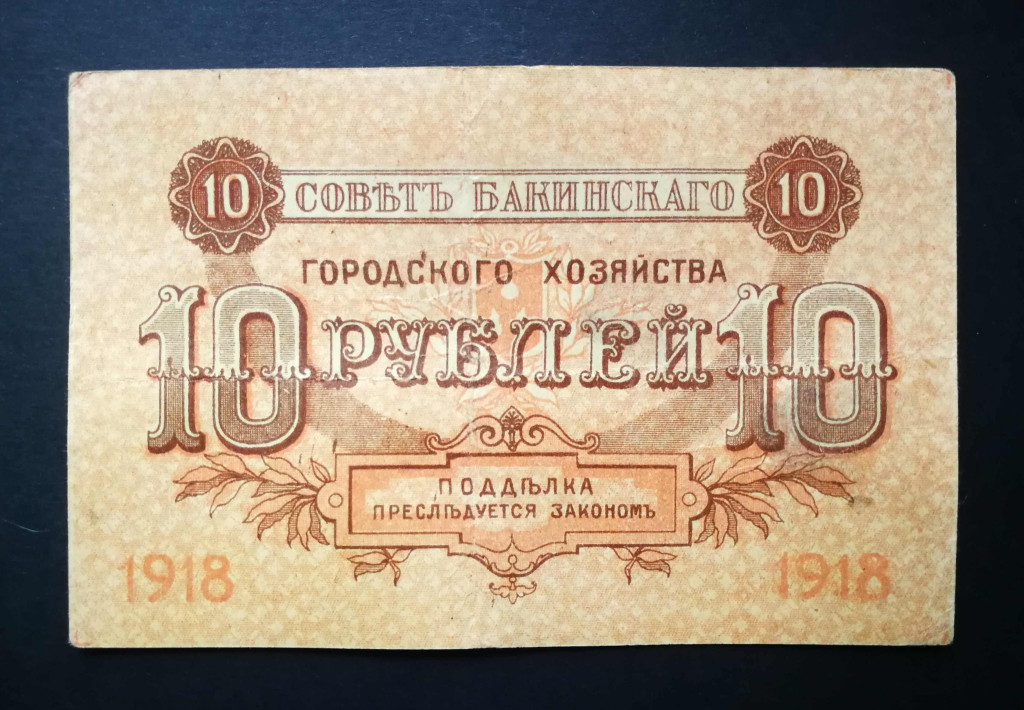 10 СОВѢТЪ БАКИНСКАГО 10
ГОРОДСКОГО ХОЗЯЙСТВА
10 РУБЛЕЙ 10
ПОДДѢЛКА
ПРЕСЛѢДУЕТСЯ ЗАКОНОМЪ
1918 1918